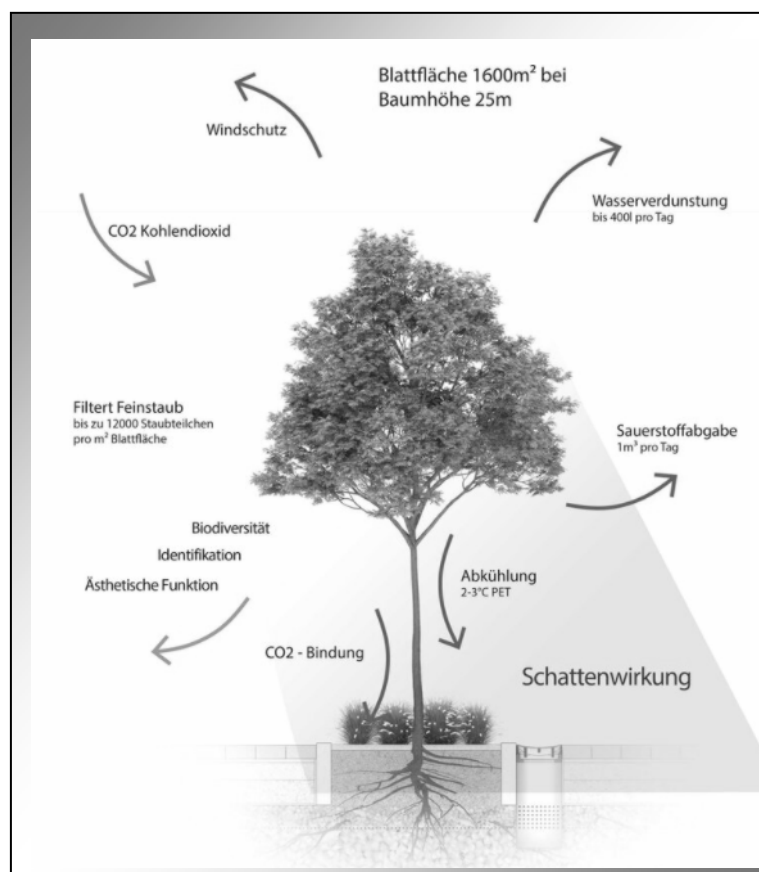 Blattfläche 1600m² bei
Baumhöhe 25m
Windschutz
Wasserverdunstung
bis 400l pro Tag
CO2 Kohlendioxid
Filtert Feinstaub
bis zu 12000 Staubteilchen
pro m² Blattfläche
Sauerstoffabgabe
1m³ pro Tag
Biodiversität
Identifikation
Ästhetische Funktion
Abkühlung
2-3°C PET
CO2 - Bindung
Schattenwirkung